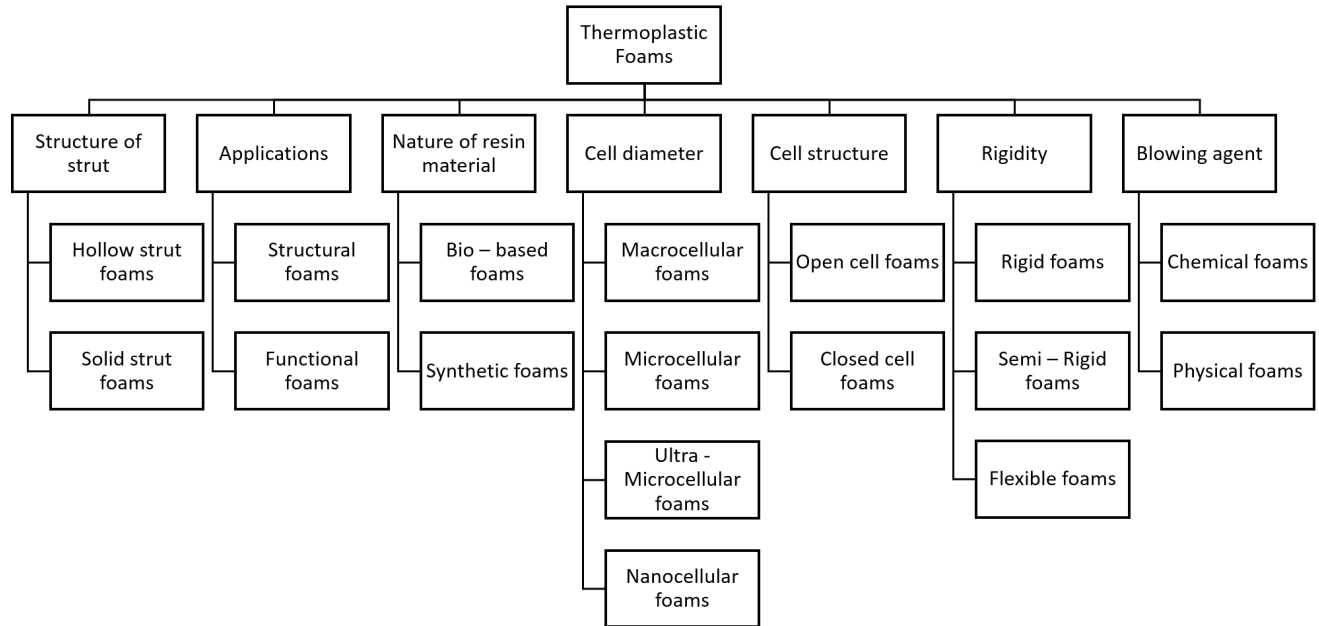 Thermoplastic
Foams
Structure of
strut
Applications
Nature of resin
material
Cell diameter
Cell structure
Rigidity
Blowing agent
Hollow strut
foams
Solid strut
foams
Structural
foams
Functional
foams
Bio – based
foams
Synthetic foams
Macrocellular
foams
Microcellular
foams
Ultra -
Microcellular
foams
Nanocellular
foams
Open cell foams
Closed cell
foams
Rigid foams
Semi – Rigid
foams
Flexible foams
Chemical foams
Physical foams